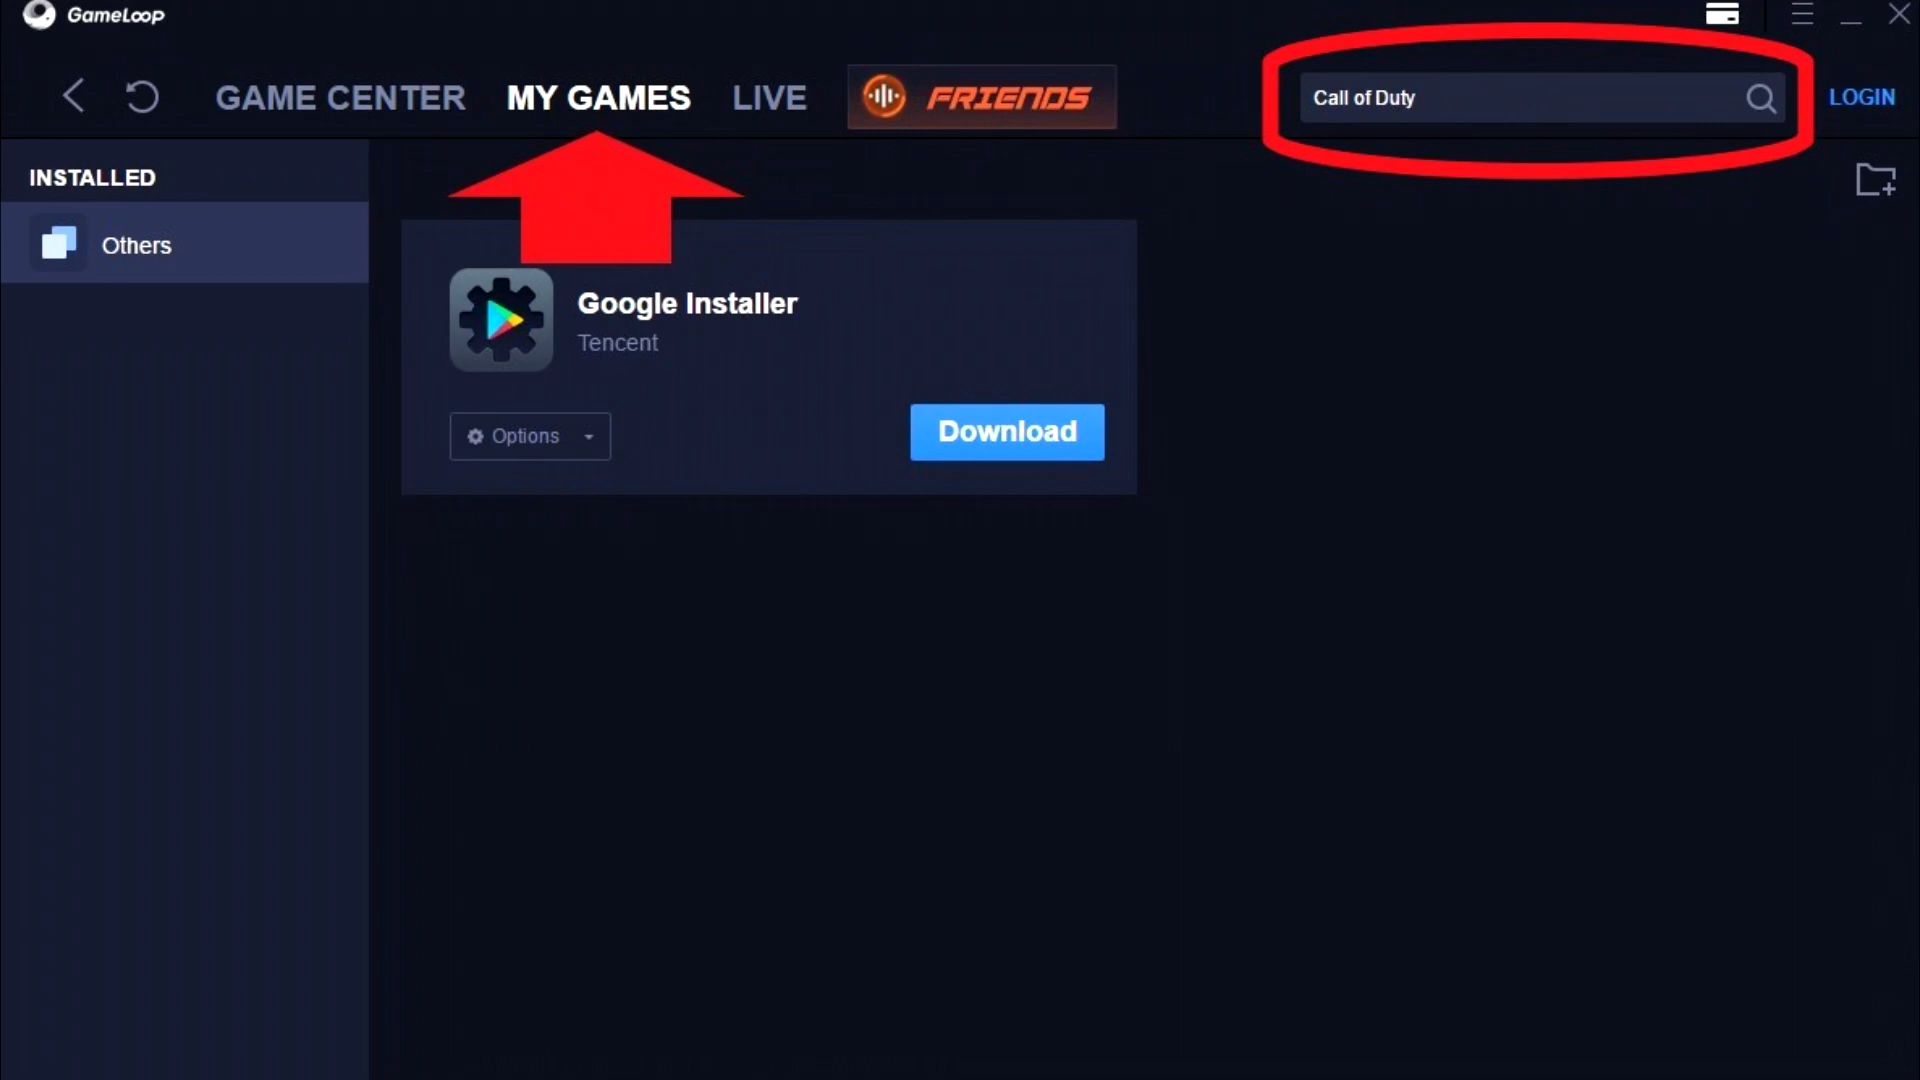 GameLoop
GAME CENTER MY GAMES LIVE FRIENDS Call of Duty LOGIN
INSTALLED
Others
Google Installer
Tencent
Options
Download